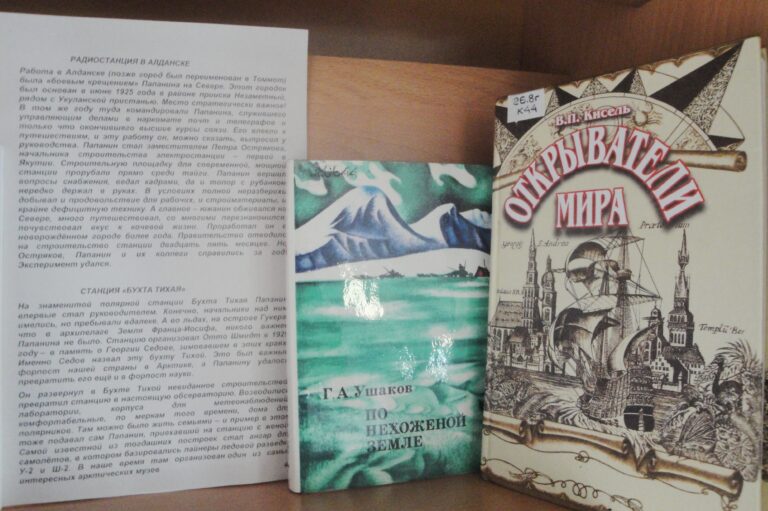 РАДИОСТАНЦИЯ В АЛДАНСКЕ
Работа в Алданске (позже город был переименован в Томмот)
была «боевым крещением» Папанина на Севере. Этот городок
был основан в июне 1925 года в районе прииска Незаметный,
рядом с Укуланской пристанью. Место стратегически важное!
В том же году туда командировали Папанина, служившего
управляющим делами в наркомате почт и телеграфов и
только что окончившего высшие курсы связи. Его влекло к
путешествиям, и эту работу он, можно сказать, выпросил у
руководства. Папанин стал заместителем Петра Острякова,
начальника строительства электростанции – первой в
Якутии. Строительную площадку для современной, мощной
станции прорубали прямо среди тайги. Папанин вершил
вопросы снабжения, ведал кадрами, да и топор с рубанком
нередко держал в руках. В условиях полной неразберихи
добывал и продовольствие для рабочих, и стройматериалы, и
крайне дефицитную технику. А главное – южанин обжился на
Севере, много путешествовал, со многими перезнакомился,
почувствовал вкус к кочевой жизни. Проработал он в
новорождённом городе более года. Правительство отводило
на строительство станции двадцать пять месяцев. Но
Остряков, Папанин и их коллеги справились за год.
Эксперимент удался.
СТАНЦИЯ «БУХТА ТИХАЯ»
На знаменитой полярной станции Бухта Тихая Папанин
впервые стал руководителем. Конечно, начальники над ним
имелись, но пребывали вдалеке. А во льдах, на острове Гукера,
что в архипелаге Земля Франца-Иосифа, никого важнее
Папанина не было. Станцию организовал Отто Шмидт в 1929
году – в память о Георгии Седове, зимовавшем в этих краях.
Именно Седов назвал эту бухту Тихой. Это был важный
форпост нашей страны в Арктике, а Папанину удалось
превратить его ещё и в форпост науки.
Он развернул в Бухте Тихой невиданное строительство,
превратил станцию в настоящую обсерваторию. Возводились
лаборатории, корпуса для метеонаблюдений,
комфортабельные, по меркам того времени, дома для
полярников. Там можно было жить семьями – и пример в этом
тоже подавал сам Папанин, приехавший на станцию с женой.
Самой известной из тогдашних построек стал ангар для
самолётов, в котором базировались лайнеры ледовой разведки
У-2 и Ш-2. В наше время там организован один из самых
интересных арктических музеев.
Г.А.Ушаков
ПО
НЕХОЖЕНОЙ
ЗЕМЛЕ
26.8г
К44
В.П. Кисель
ОТКРЫВАТЕЛИ
МИРА